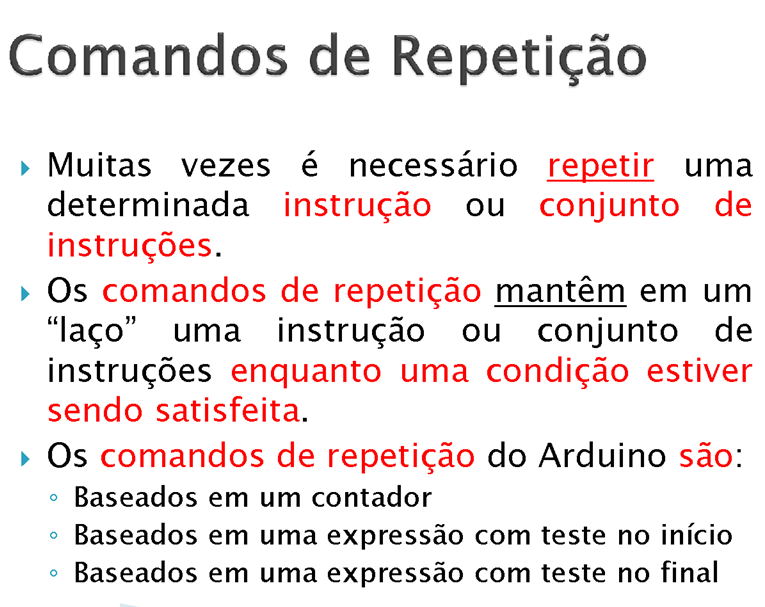 Comandos de Repetição
Muitas vezes é necessário repetir uma
determinada instrução ou conjunto de
instruções.
Os comandos de repetição mantêm em um
“laço” uma instrução ou conjunto de
instruções enquanto uma condição estiver
sendo satisfeita.
Os comandos de repetição do Arduino são:
Baseados em um contador
Baseados em uma expressão com teste no início
Baseados em uma expressão com teste no final